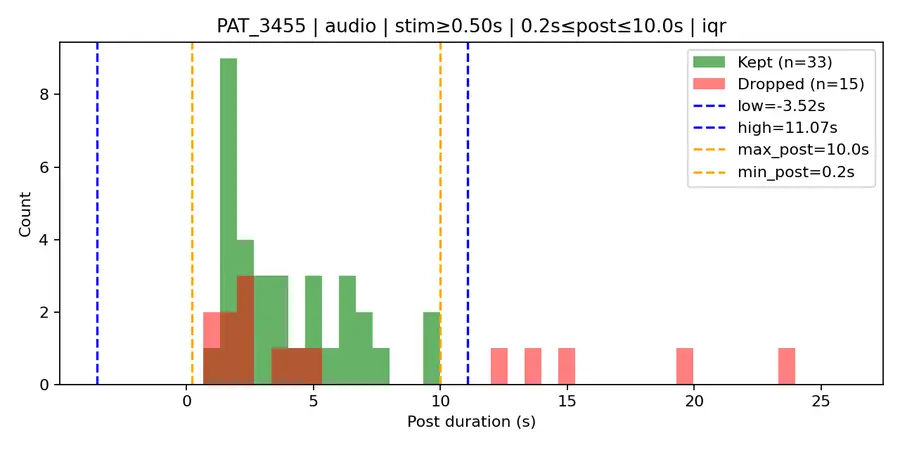 PAT_3455 | audio | stim≥0.50s | 0.2s≤post≤10.0s | iqr
Kept (n=33)
Dropped (n=15)
low=-3.52s
high=11.07s
max_post=10.0s
min_post=0.2s
Count
8
6
4
2
0
0 5 10 15 20 25
Post duration (s)